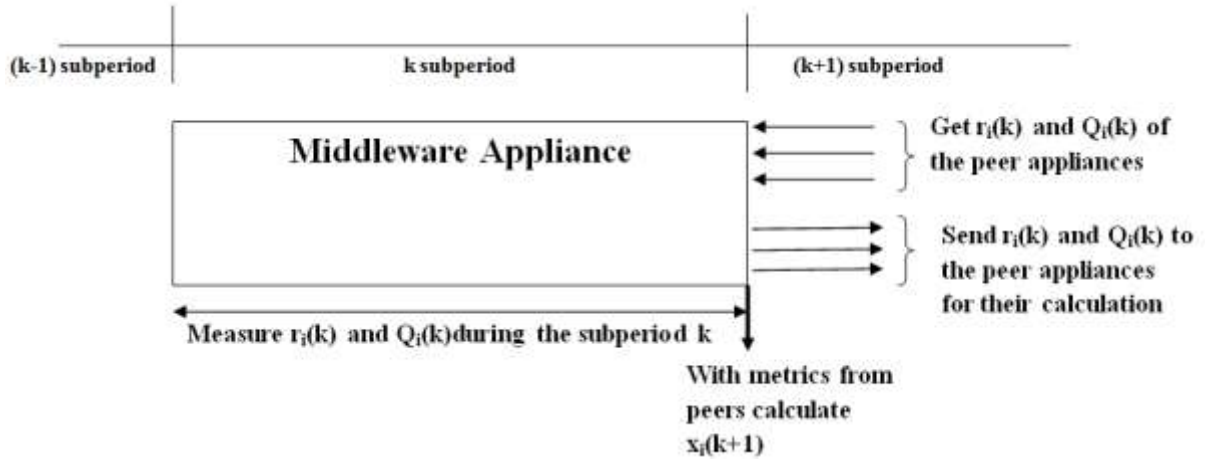 (k-1) subperiod
k subperiod
(k+1) subperiod
Middleware Appliance
Get rᵢ(k) and Qᵢ(k) of
the peer appliances
Send rᵢ(k) and Qᵢ(k) to
the peer appliances
for their calculation
Measure rᵢ(k) and Qᵢ(k)during the subperiod k
With metrics from
peers calculate
xᵢ(k+1)